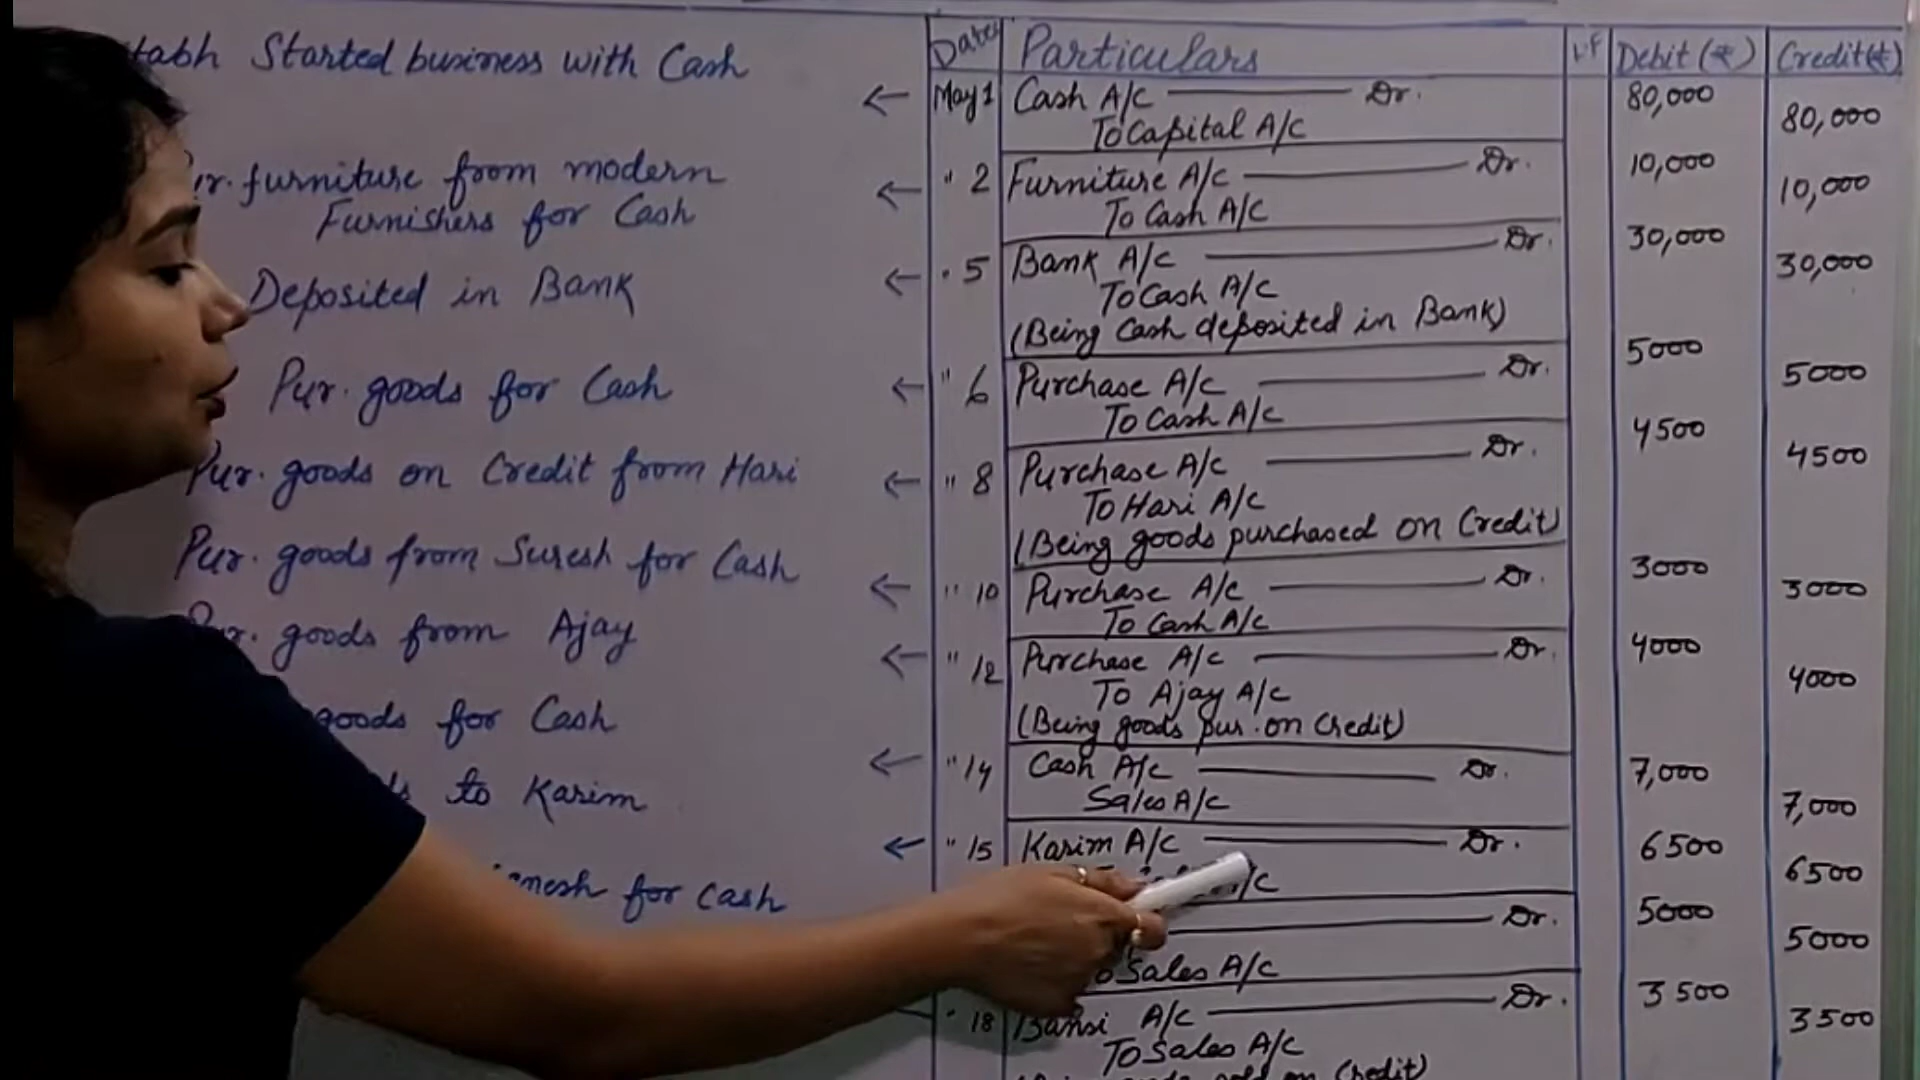 Started business with Cash
furniture from modern
Furnishers for Cash
Deposited in Bank
Pur. goods for Cash
Pur. goods on Credit from Hari
Pur. goods from Suresh for Cash
goods from Ajay
goods for Cash
to Karim
for Cash
Date Particulars L.F Debit (₹) Credit (₹)
May 1 Cash A/C Dr. 80,000
To Capital A/C 80,000
" 2 Furniture A/C Dr. 10,000
To Cash A/C 10,000
" 5 Bank A/C Dr. 30,000
To Cash A/C 30,000
(Being Cash deposited in Bank)
" 6 Purchase A/C Dr. 5000
To Cash A/C 5000
" 8 Purchase A/C Dr. 4500
To Hari A/C 4500
(Being goods purchased on Credit)
" 10 Purchase A/C Dr. 3000
To Cash A/C 3000
" 12 Purchase A/C Dr. 4000
To Ajay A/C 4000
(Being goods pur. on Credit)
" 14 Cash A/C Dr. 7,000
Sales A/C 7,000
" 15 Karim A/C Dr. 6500
A/C 6500
Dr. 5000
To Sales A/C 5000
" 18 Bansi A/C Dr. 3500
To Sales A/C 3500
on Credit)